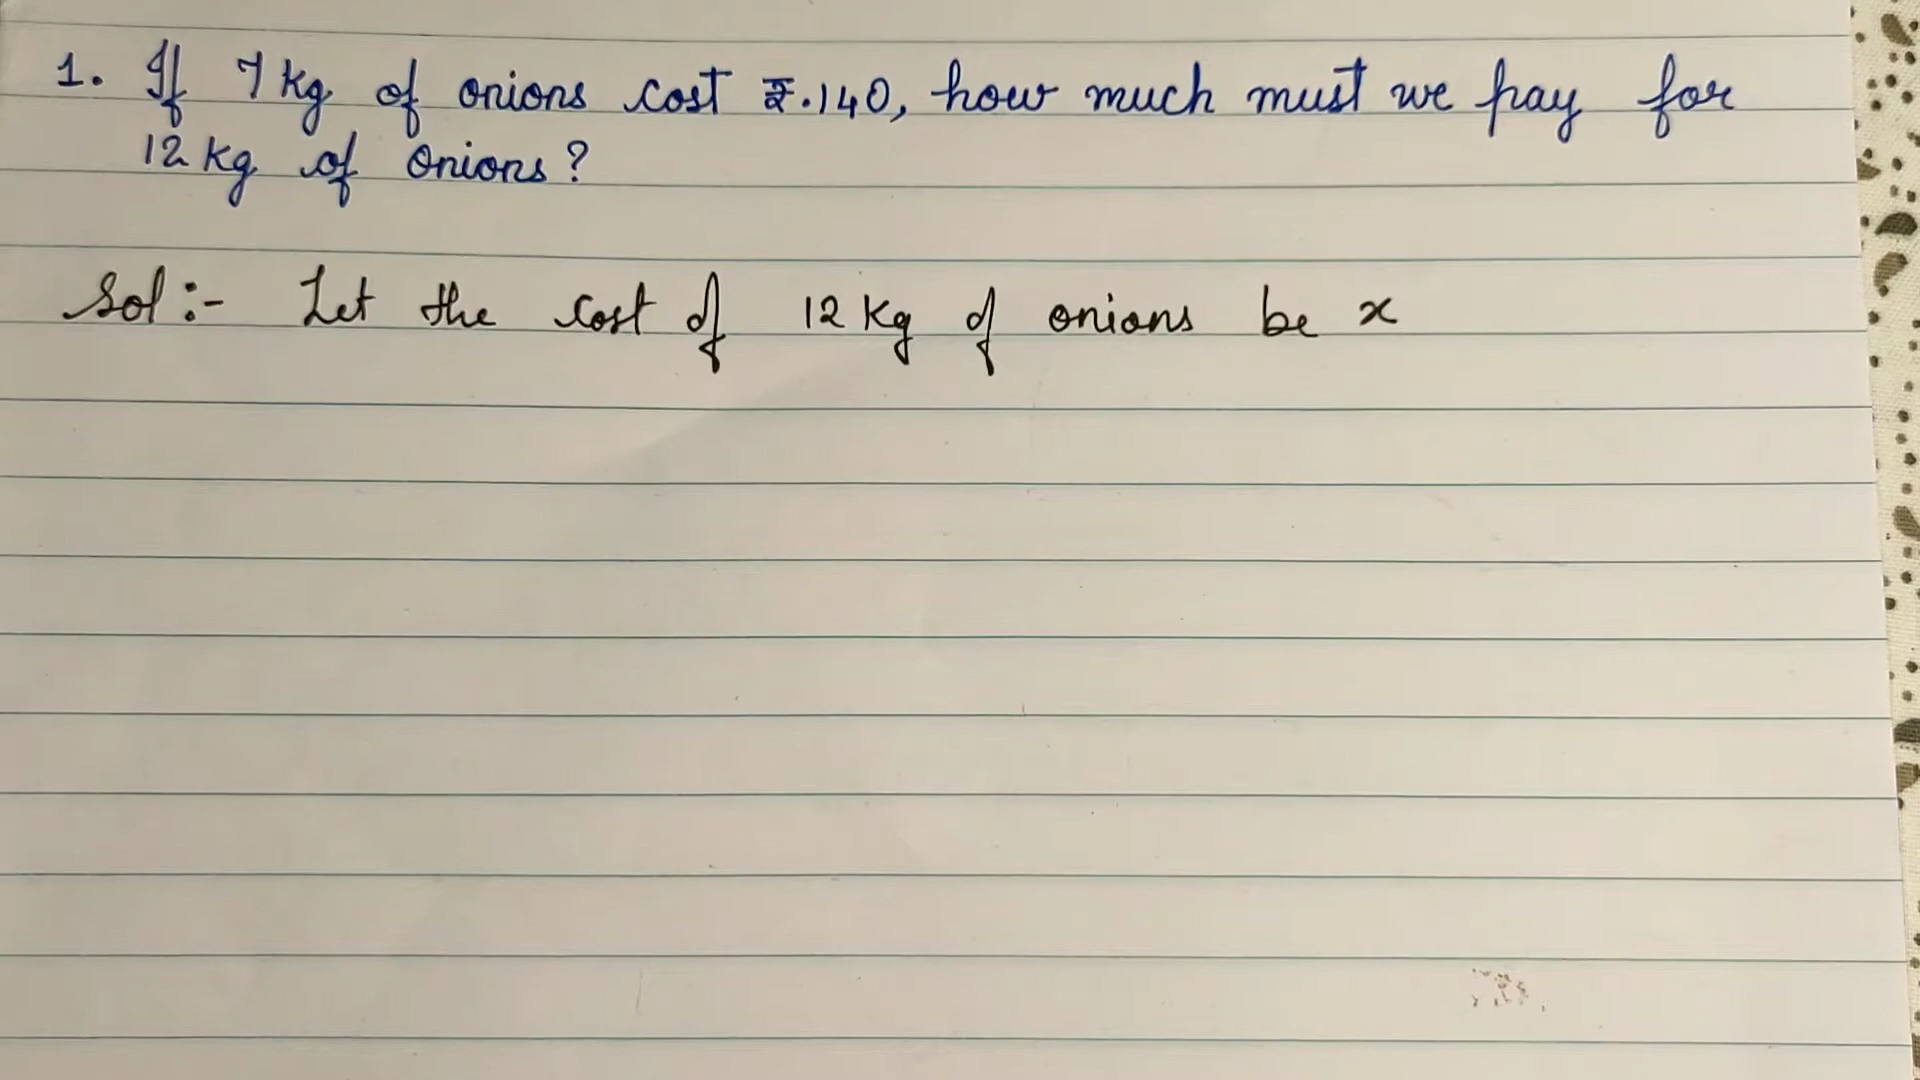 1. If 7 kg of onions cost ₹.140, how much must we pay for
12 kg of onions?
Sol :- Let the cost of 12 kg of onions be x